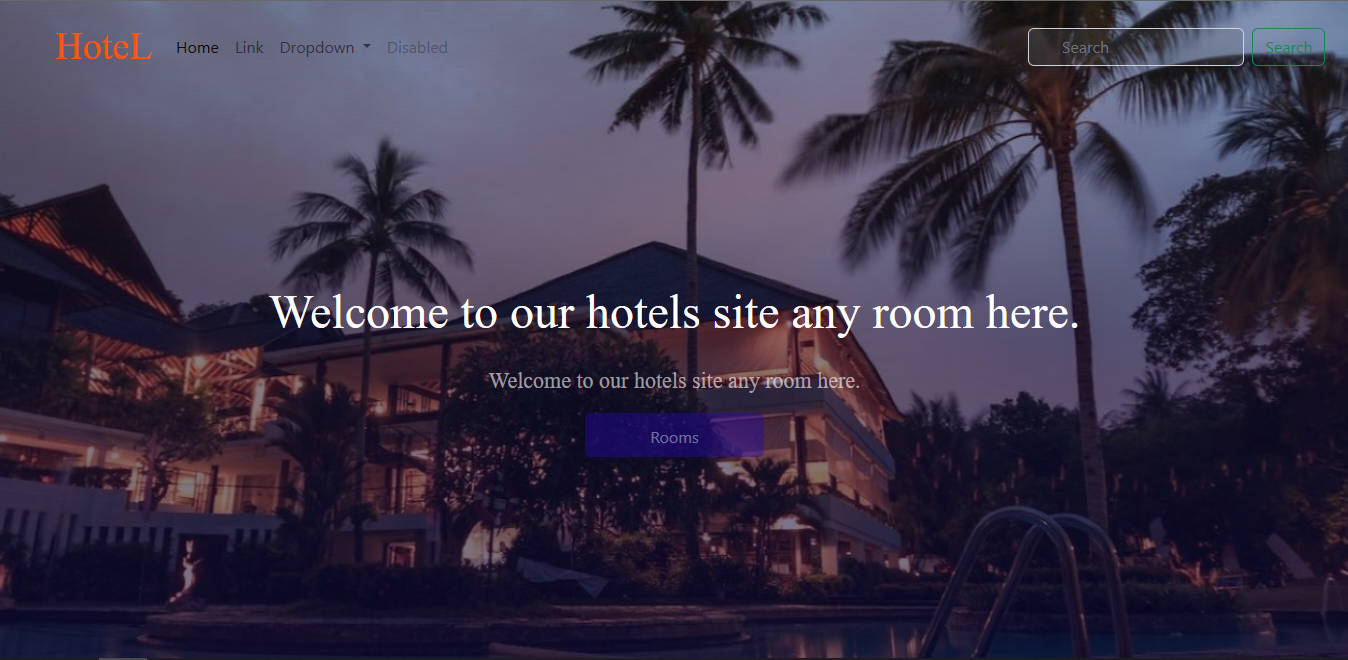 HoteL Home Link Dropdown Disabled Search Search
Welcome to our hotels site any room here.
Welcome to our hotels site any room here.
Rooms